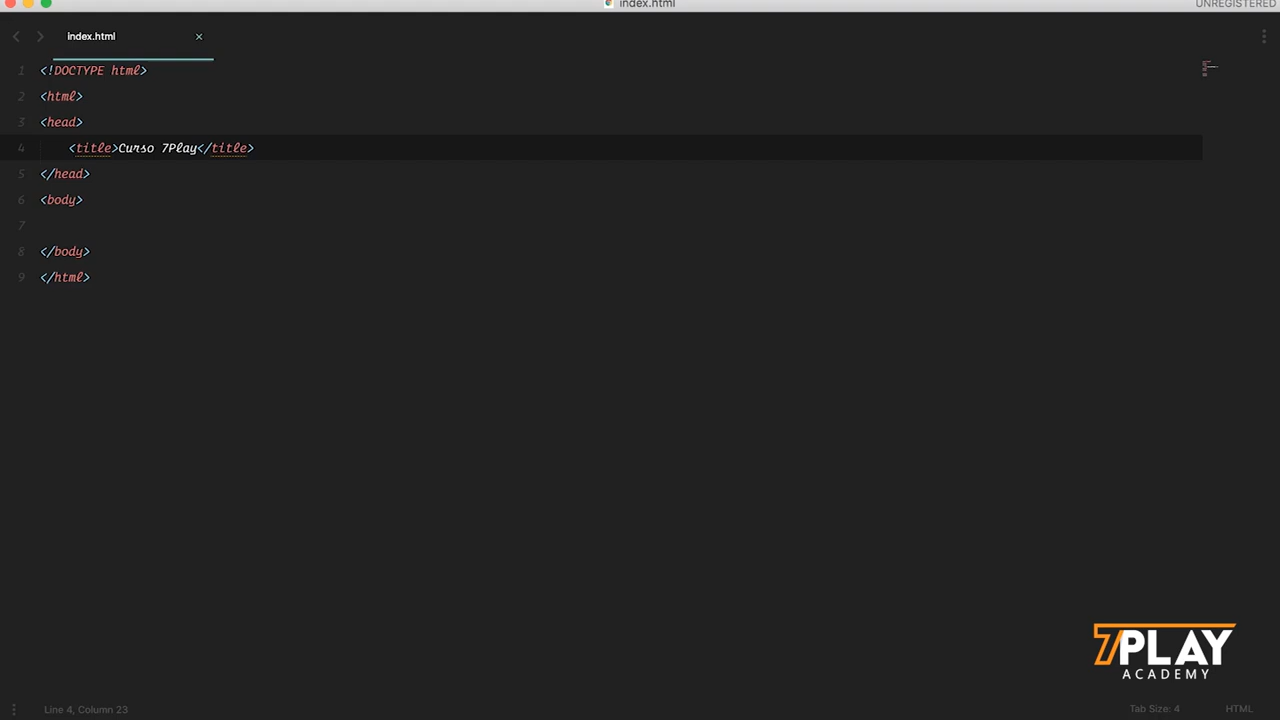 index.html
UNREGISTERED
index.html ×
1 <!DOCTYPE html>
2 <html>
3 <head>
4 <title>Curso 7Play</title>
5 </head>
6 <body>
7
8 </body>
9 </html>
7PLAY
ACADEMY
Line 4, Column 23
Tab Size: 4
HTML